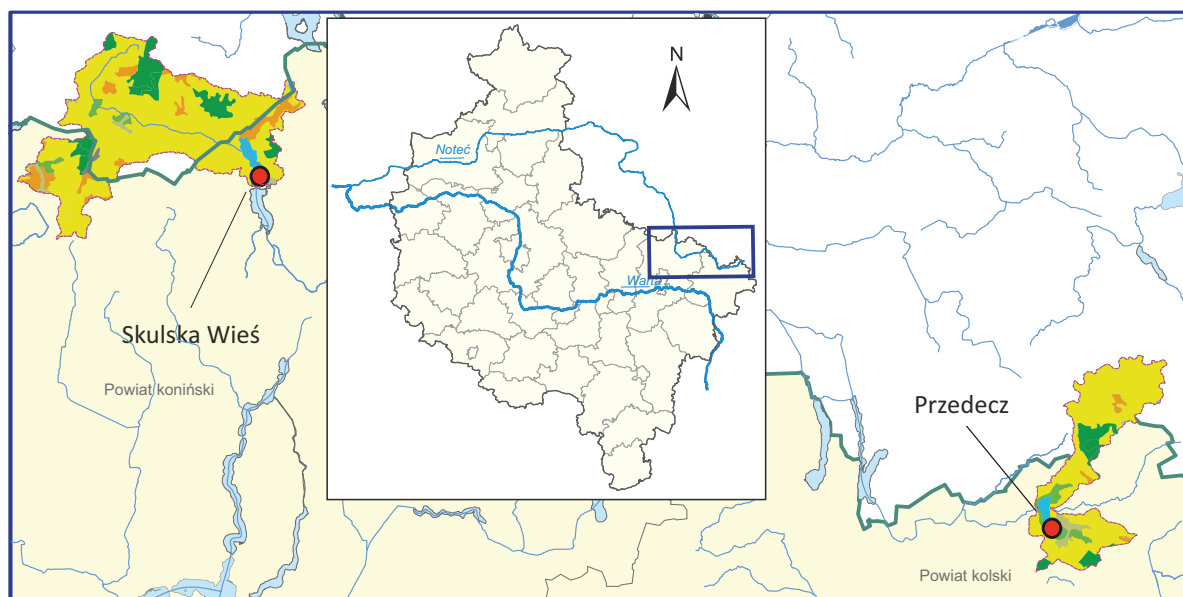 N
Noteć
Warta
Skulska Wieś
Powiat koniński
Przedecz
Powiat kolski